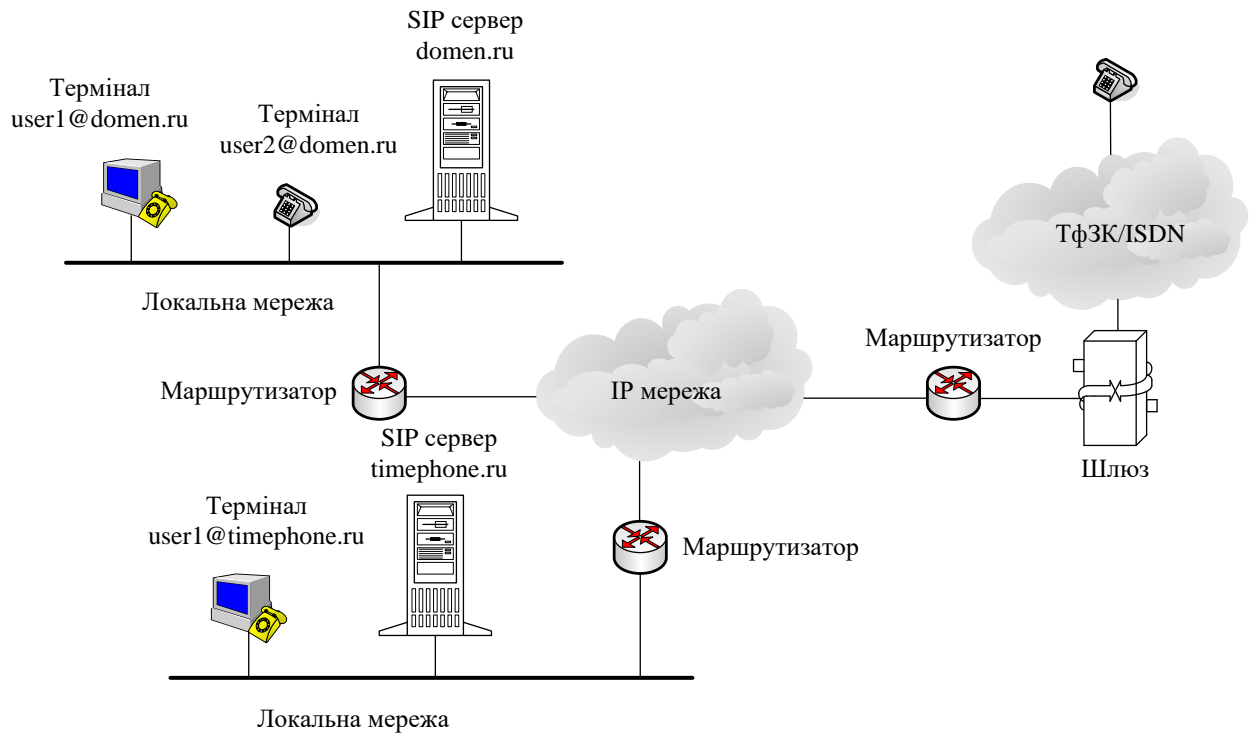 SIP сервер
domen.ru
Термінал
user1@domen.ru
Термінал
user2@domen.ru
ТфЗК/ISDN
Локальна мережа
Маршрутизатор
Маршрутизатор
IP мережа
SIP сервер
timephone.ru
Шлюз
Термінал
user1@timephone.ru
Маршрутизатор
Локальна мережа